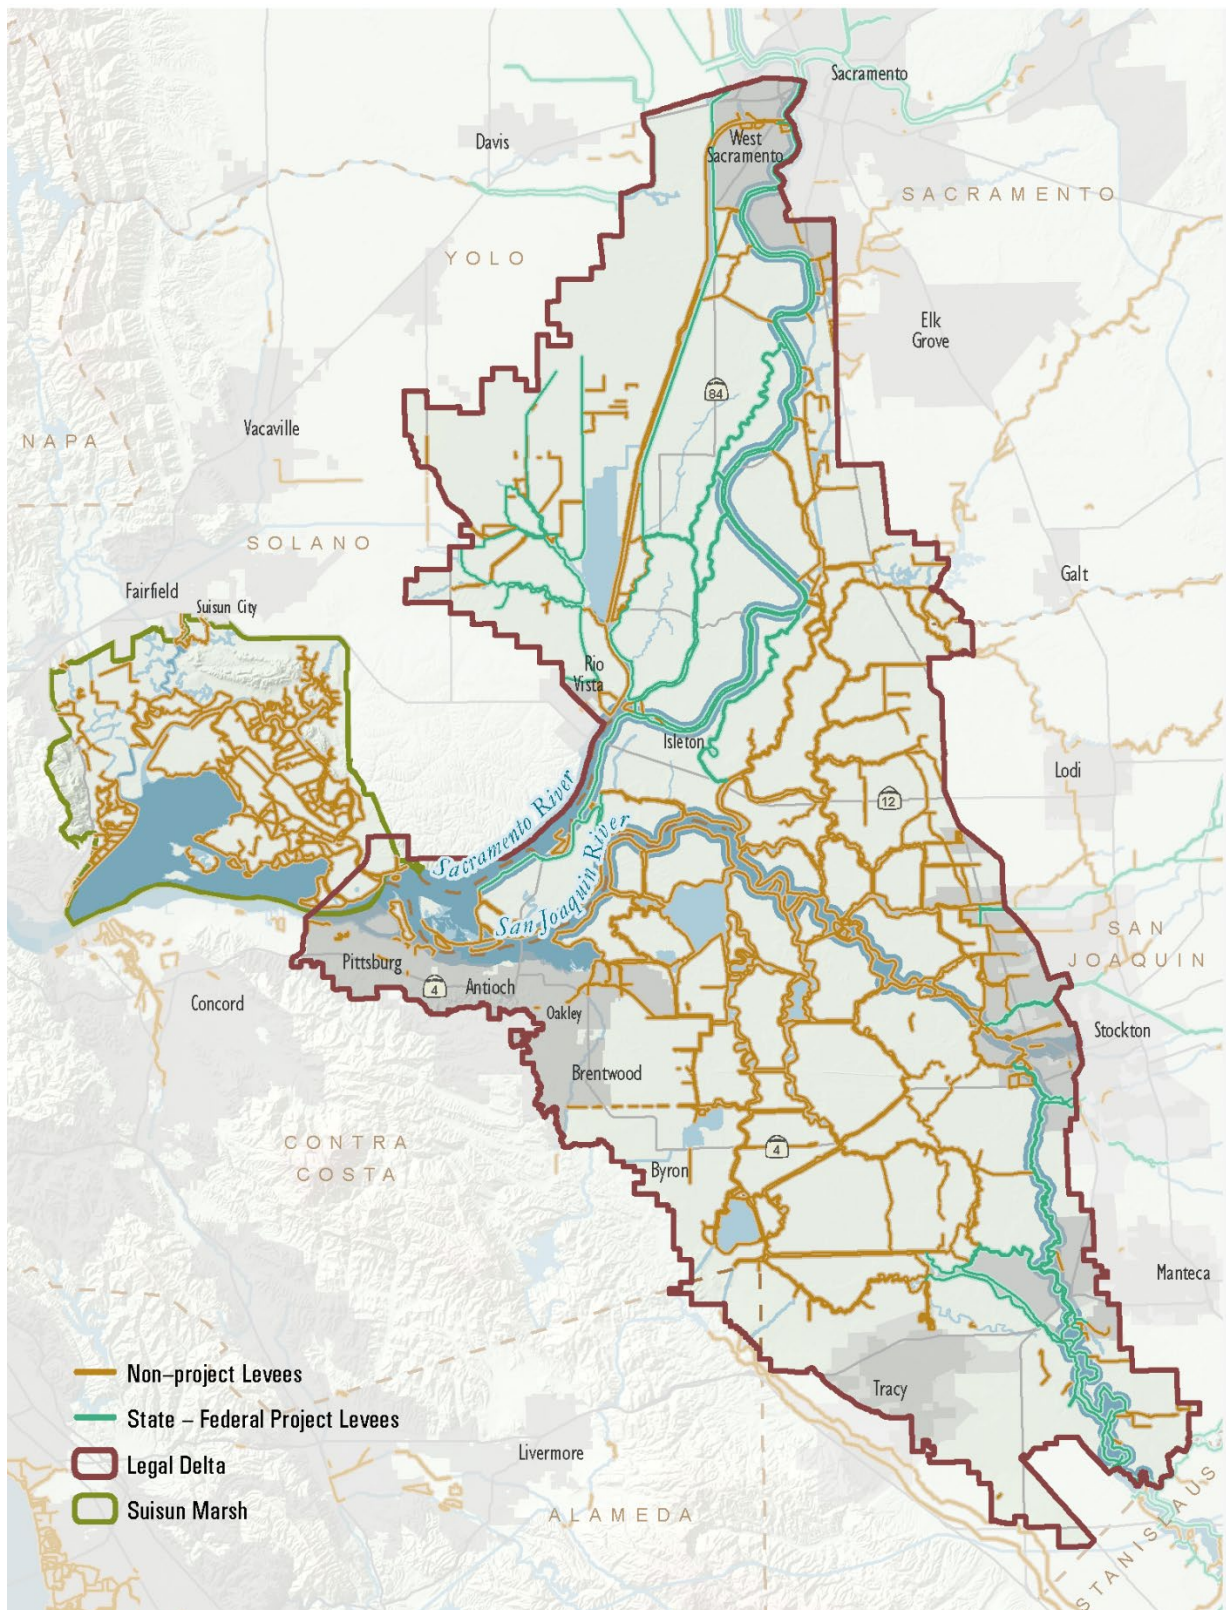 Sacramento
Davis
West
Sacramento
SACRAMENTO
YOLO
Elk
Grove
84
Vacaville
NAPA
SOLANO
Galt
Fairfield
Suisun City
Rio
Vista
Isleton
Lodi
12
Sacramento River
San Joaquin River
SAN
JOAQUIN
Pittsburg
4
Antioch
Concord
Oakley
Stockton
Brentwood
CONTRA
COSTA
4
Byron
Manteca
Non–project Levees
Tracy
State – Federal Project Levees
Livermore
Legal Delta
Suisun Marsh
ALAMEDA
STANISLAUS